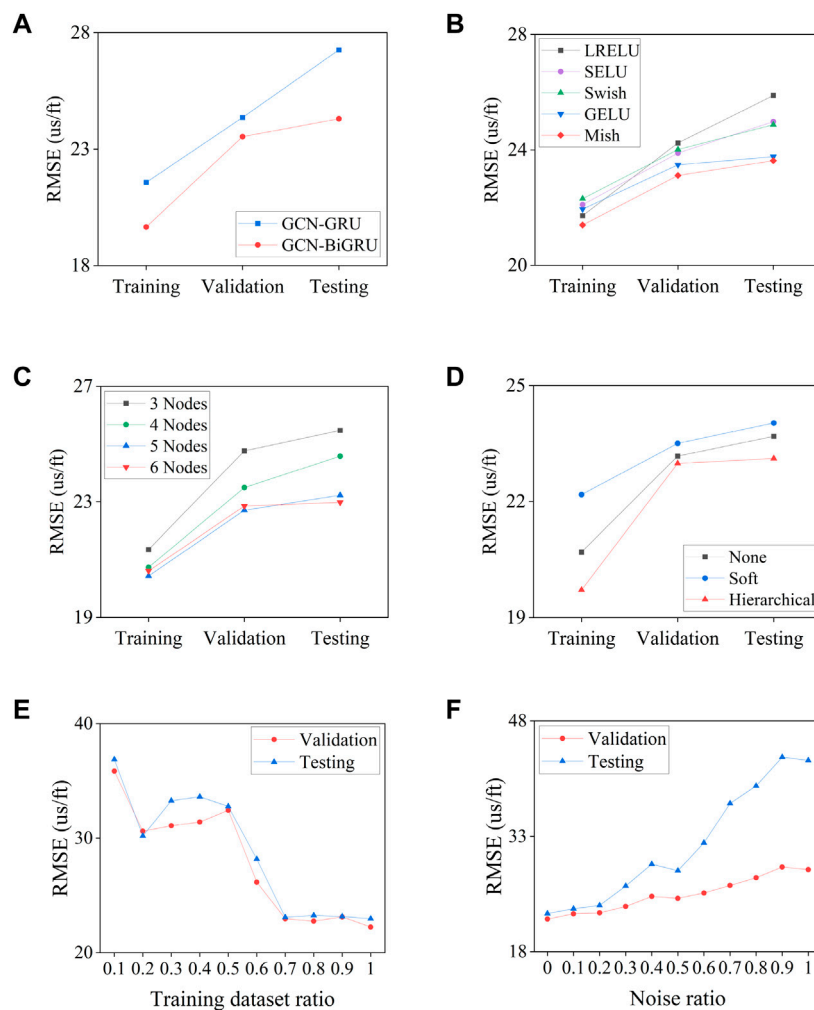 A
28
23
18
RMSE (us/ft)
GCN-GRU
GCN-BiGRU
Training Validation Testing
B
28
24
20
RMSE (us/ft)
LRELU
SELU
Swish
GELU
Mish
Training Validation Testing
C
27
23
19
RMSE (us/ft)
3 Nodes
4 Nodes
5 Nodes
6 Nodes
Training Validation Testing
D
25
22
19
RMSE (us/ft)
None
Soft
Hierarchical
Training Validation Testing
E
40
30
20
RMSE (us/ft)
Validation
Testing
0.1 0.2 0.3 0.4 0.5 0.6 0.7 0.8 0.9 1
Training dataset ratio
F
48
33
18
RMSE (us/ft)
Validation
Testing
0 0.1 0.2 0.3 0.4 0.5 0.6 0.7 0.8 0.9 1
Noise ratio